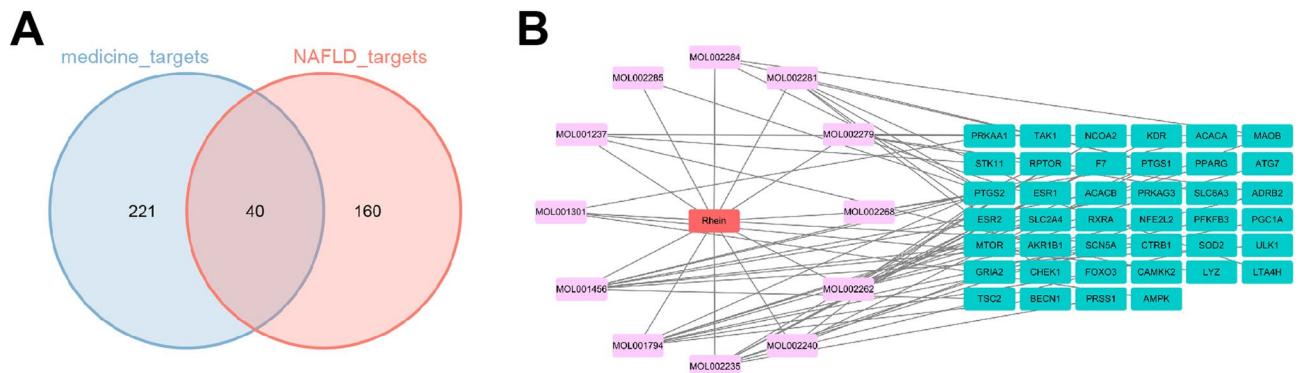 A
medicine_targets
NAFLD_targets
221
40
160
B
MOL002284
MOL002285
MOL002281
MOL001237
MOL002279
MOL001301
Rhein
MOL002268
MOL001456
MOL002262
MOL001794
MOL002240
MOL002235
PRKAA1 TAK1 NCOA2 KDR ACACA MAOB
STK11 RPTOR F7 PTGS1 PPARG ATG7
PTGS2 ESR1 ACACB PRKAG3 SLC6A3 ADRB2
ESR2 SLC2A4 RXRA NFE2L2 PFKFB3 PGC1A
MTOR AKR1B1 SCN5A CTRB1 SOD2 ULK1
GRIA2 CHEK1 FOXO3 CAMKK2 LYZ LTA4H
TSC2 BECN1 PRSS1 AMPK